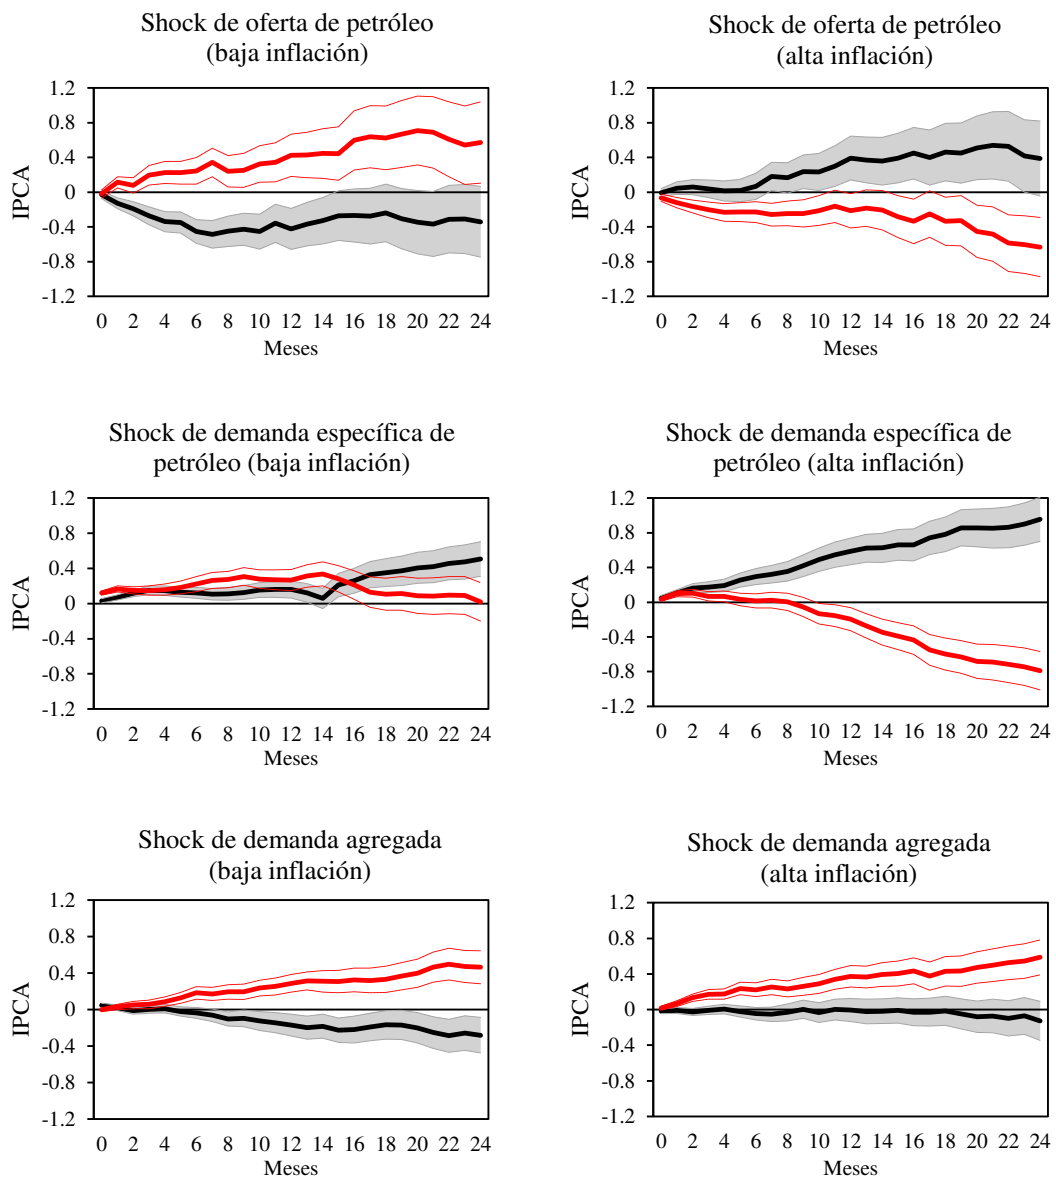 Shock de oferta de petróleo
(baja inflación)
1.2
0.8
0.4
0
-0.4
-0.8
-1.2
IPCA
0 2 4 6 8 10 12 14 16 18 20 22 24
Meses
Shock de oferta de petróleo
(alta inflación)
1.2
0.8
0.4
0
-0.4
-0.8
-1.2
IPCA
0 2 4 6 8 10 12 14 16 18 20 22 24
Meses
Shock de demanda específica de
petróleo (baja inflación)
1.2
0.8
0.4
0
-0.4
-0.8
-1.2
IPCA
0 2 4 6 8 10 12 14 16 18 20 22 24
Meses
Shock de demanda específica de
petróleo (alta inflación)
1.2
0.8
0.4
0
-0.4
-0.8
-1.2
IPCA
0 2 4 6 8 10 12 14 16 18 20 22 24
Meses
Shock de demanda agregada
(baja inflación)
1.2
0.8
0.4
0
-0.4
-0.8
-1.2
IPCA
0 2 4 6 8 10 12 14 16 18 20 22 24
Meses
Shock de demanda agregada
(alta inflación)
1.2
0.8
0.4
0
-0.4
-0.8
-1.2
IPCA
0 2 4 6 8 10 12 14 16 18 20 22 24
Meses